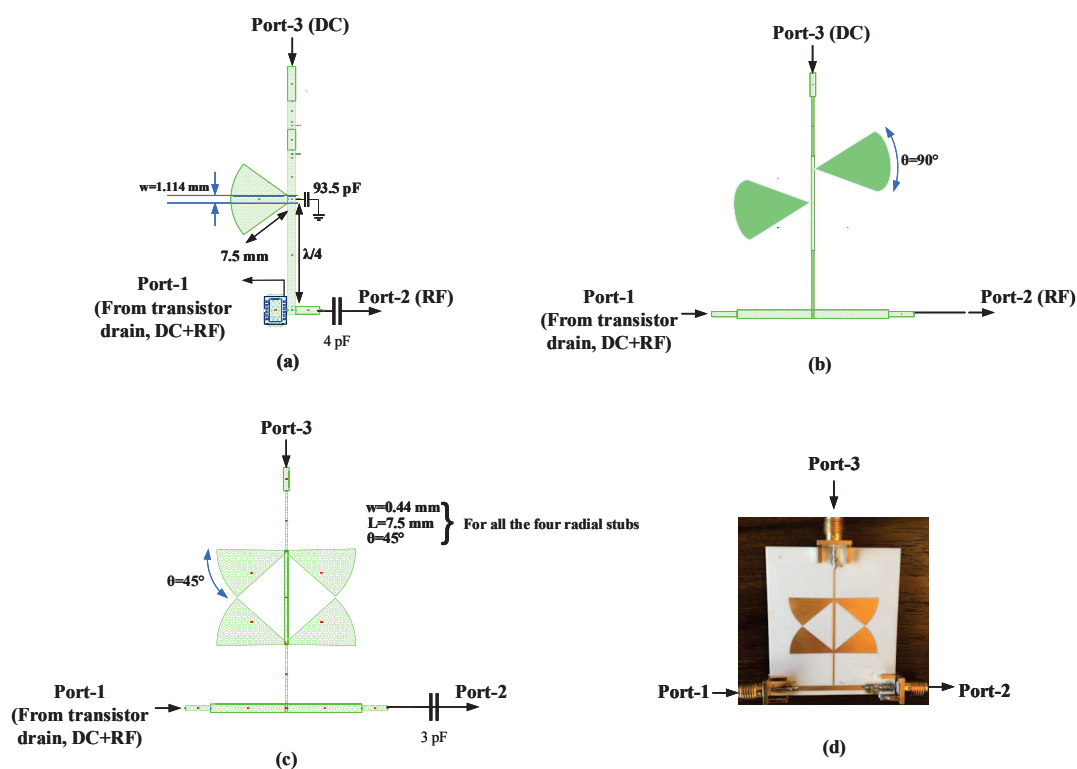 Port-3 (DC)
w=1.114 mm
93.5 pF
7.5 mm
λ/4
Port-1
(From transistor
drain, DC+RF)
Port-2 (RF)
4 pF
(a)
Port-3 (DC)
θ=90°
Port-1
(From transistor
drain, DC+RF)
Port-2 (RF)
(b)
Port-3
w=0.44 mm
L=7.5 mm
θ=45°
For all the four radial stubs
θ=45°
Port-1
(From transistor
drain, DC+RF)
Port-2
3 pF
(c)
Port-3
Port-1
Port-2
(d)